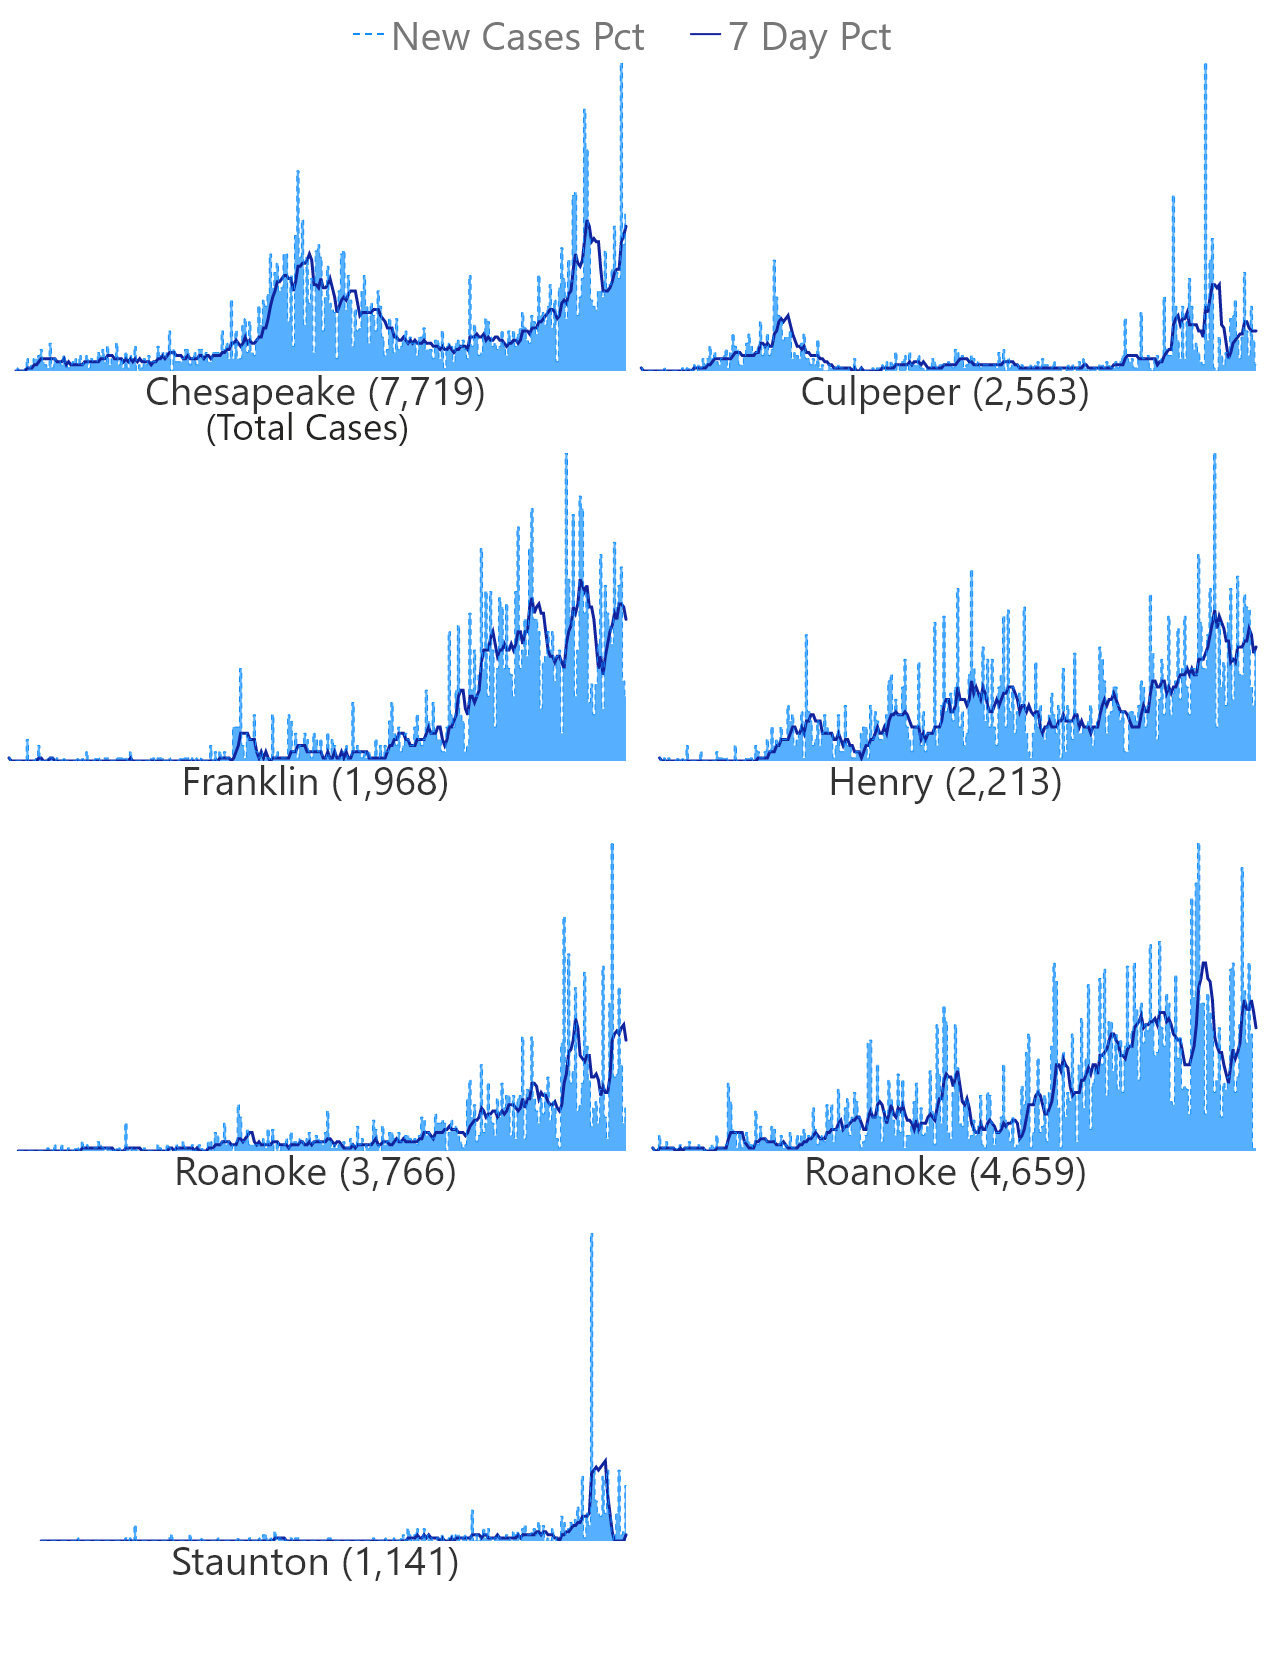 New Cases Pct 7 Day Pct
Chesapeake (7,719) Culpeper (2,563)
(Total Cases)
Franklin (1,968) Henry (2,213)
Roanoke (3,766) Roanoke (4,659)
Staunton (1,141)